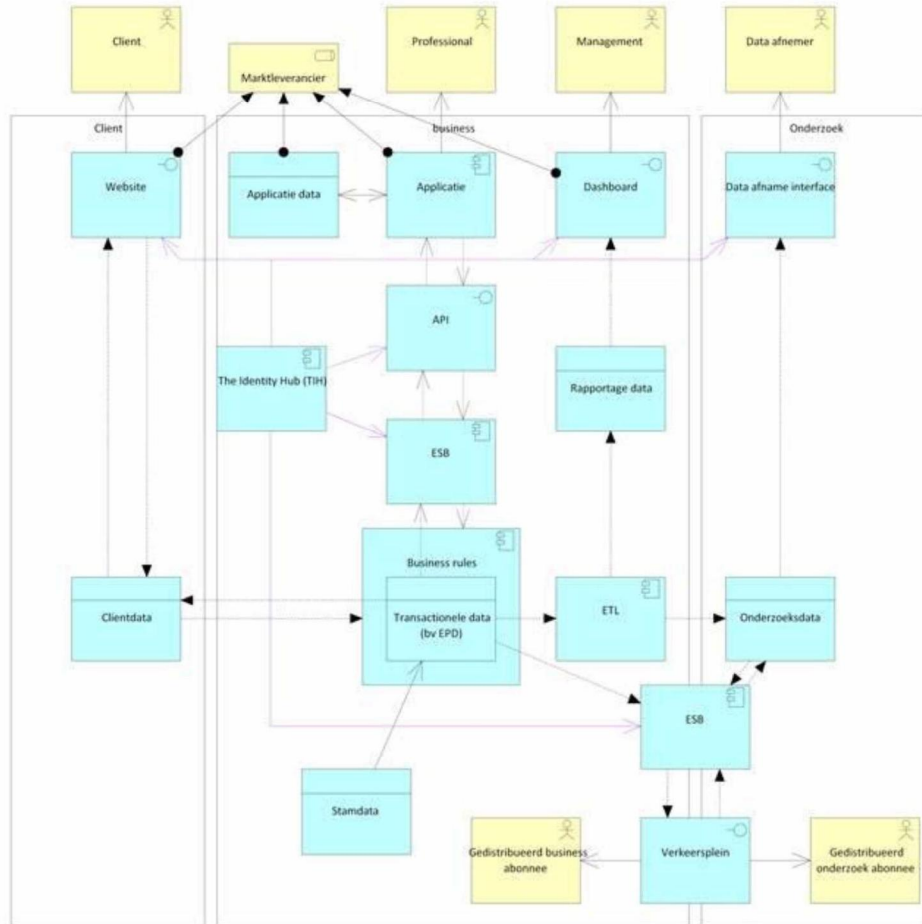 Client
Marktleverancier
Professional
Management
Data afnemer
Client
business
Onderzoek
Website
Applicatie data
Applicatie
Dashboard
Data afname interface
API
The Identity Hub (TIH)
Rapportage data
ESB
Business rules
Clientdata
Transactionele data
(bv EPD)
ETL
Onderzoeksdata
ESB
Stamdata
Gedistribueerd business
abonnee
Verkeersplein
Gedistribueerd
onderzoek abonnee